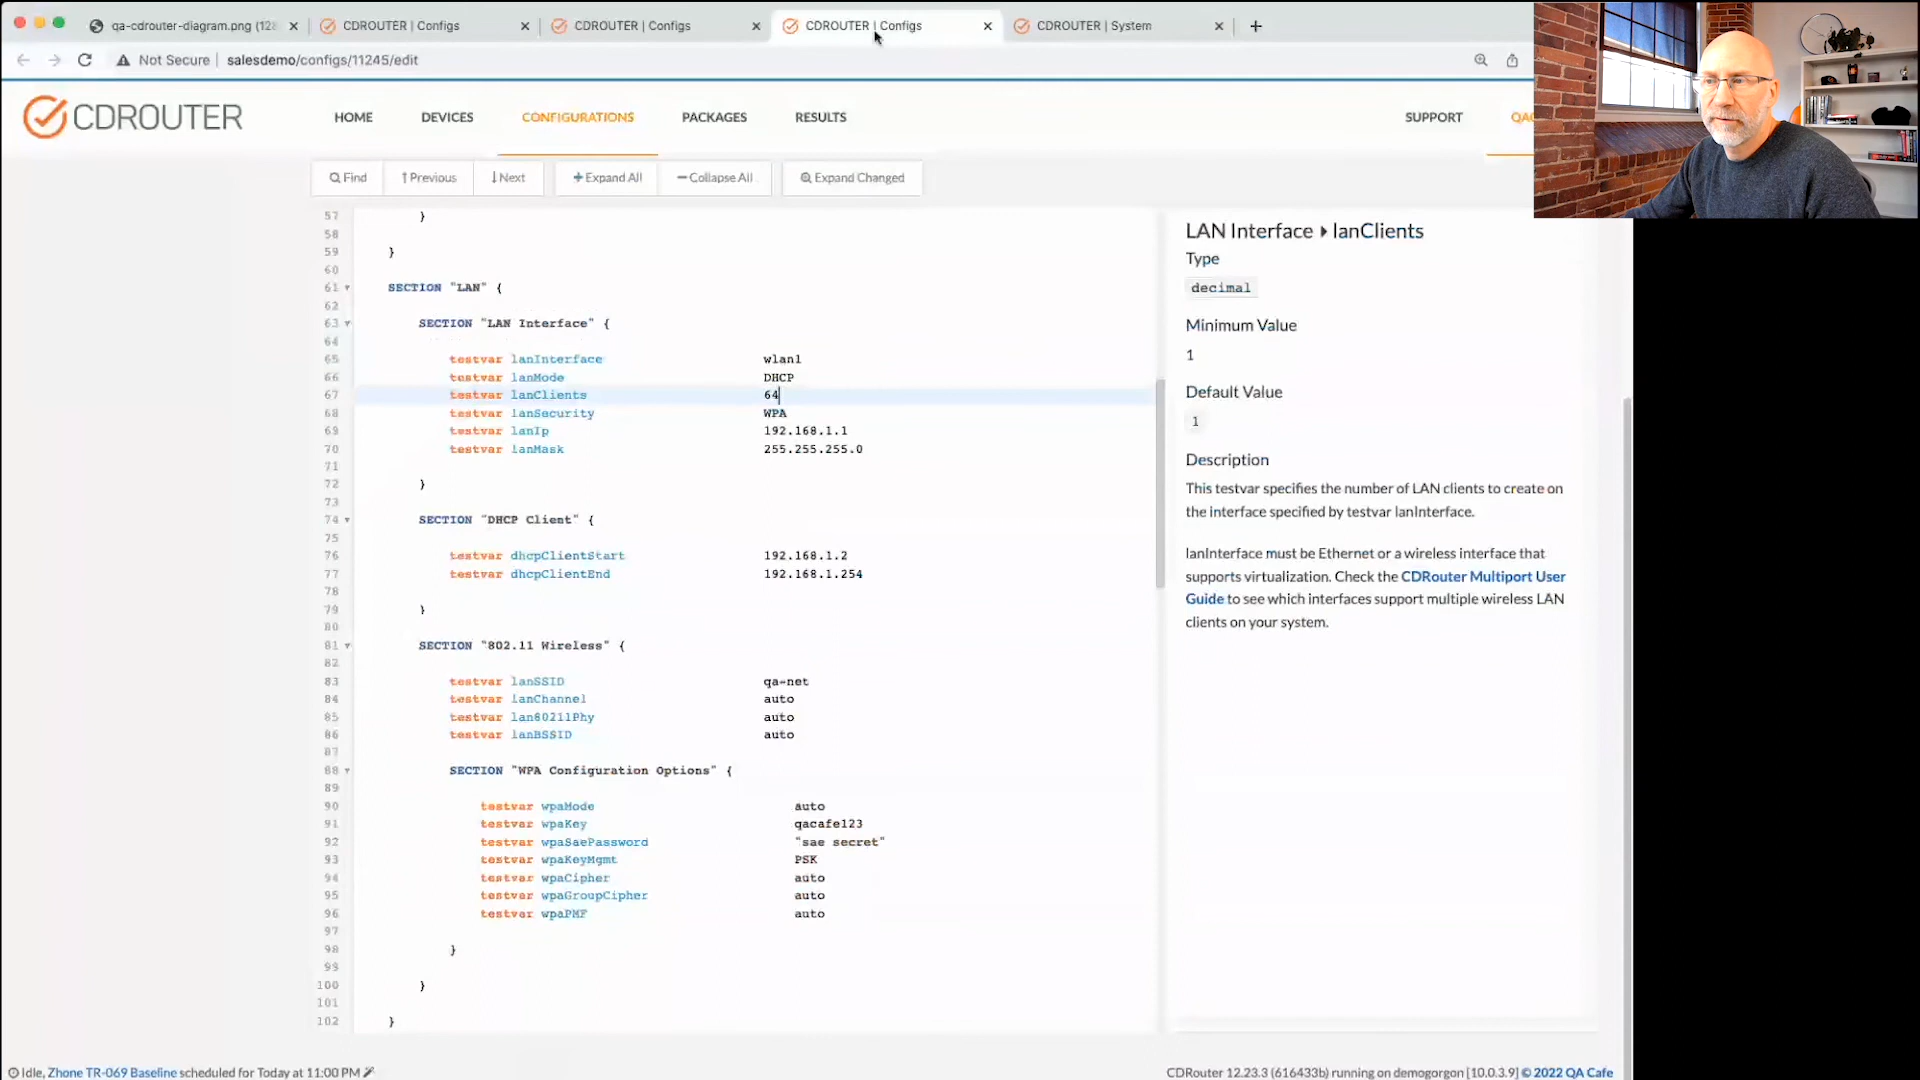 qa-cdrouter-diagram.png (128
CDROUTER | Configs
CDROUTER | Configs
CDROUTER | Configs
CDROUTER | System
Not Secure
salesdemo/configs/11245/edit
CDROUTER
HOME
DEVICES
CONFIGURATIONS
PACKAGES
RESULTS
SUPPORT
Find
Previous
Next
+Expand All
Collapse All
Expand Changed
57 }
58
59 }
60
61 SECTION "LAN" {
62
63 SECTION "LAN Interface" {
64
65 testvar lanInterface wlan1
66 testvar lanMode DHCP
67 testvar lanClients 64
68 testvar lanSecurity WPA
69 testvar lanIp 192.168.1.1
70 testvar lanMask 255.255.255.0
71
72 }
73
74 SECTION "DHCP Client" {
75
76 testvar dhcpClientStart 192.168.1.2
77 testvar dhcpClientEnd 192.168.1.254
78
79 }
80
81 SECTION "802.11 Wireless" {
82
83 testvar lanSSID qa-net
84 testvar lanChannel auto
85 testvar lan80211Phy auto
86 testvar lanBSSID auto
87
88 SECTION "WPA Configuration Options" {
89
90 testvar wpaMode auto
91 testvar wpaKey qacafe123
92 testvar wpaSaePassword "sae secret"
93 testvar wpaKeyMgmt PSK
94 testvar wpaCipher auto
95 testvar wpaGroupCipher auto
96 testvar wpaPMF auto
97
98 }
99
100 }
101
102 }
LAN Interface lanClients
Type
decimal
Minimum Value
1
Default Value
1
Description
This testvar specifies the number of LAN clients to create on
the interface specified by testvar lanInterface.
lanInterface must be Ethernet or a wireless interface that
supports virtualization. Check the CDRouter Multiport User
Guide to see which interfaces support multiple wireless LAN
clients on your system.
Idle, Zhone TR-069 Baseline scheduled for Today at 11:00 PM
CDRouter 12.23.3 (616433b) running on demogorgon [10.0.3.9] © 2022 QA Cafe